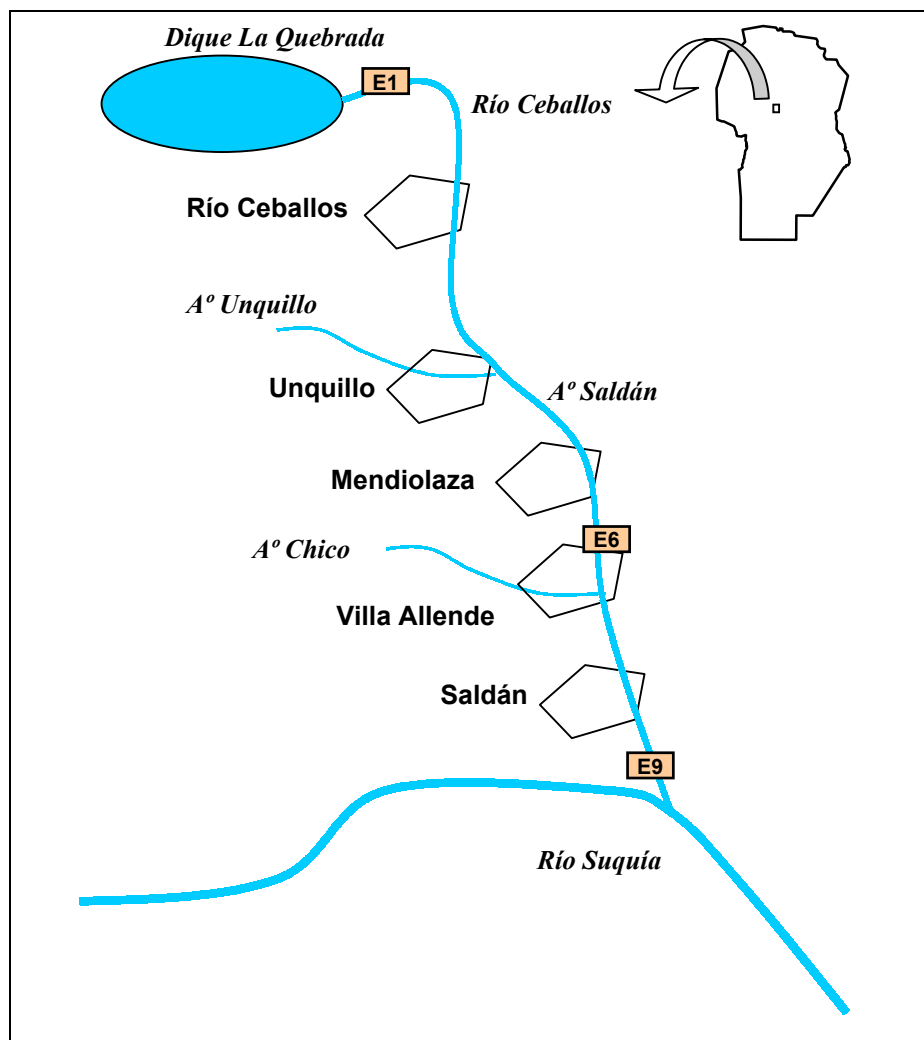 Dique La Quebrada
E1
Río Ceballos
Río Ceballos
Aº Unquillo
Unquillo
Aº Saldán
Mendiolaza
E6
Aº Chico
Villa Allende
Saldán
E9
Río Suquía